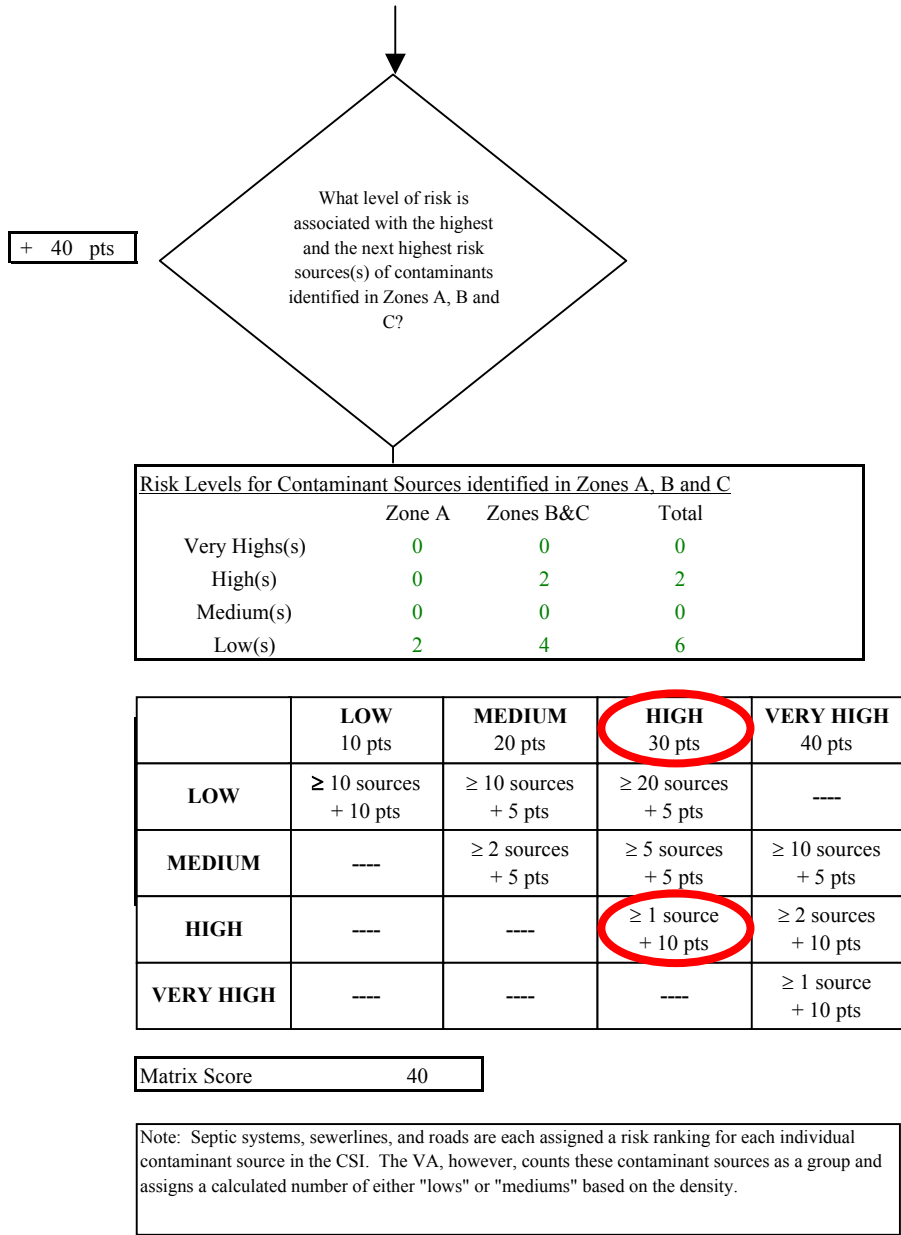 What level of risk is
associated with the highest
and the next highest risk
sources(s) of contaminants
identified in Zones A, B and
C?
+ 40 pts
Risk Levels for Contaminant Sources identified in Zones A, B and C
Zone A Zones B&C Total
Very Highs(s) 0 0 0
High(s) 0 2 2
Medium(s) 0 0 0
Low(s) 2 4 6
LOW MEDIUM HIGH VERY HIGH
10 pts 20 pts 30 pts 40 pts
LOW ≥ 10 sources ≥ 10 sources ≥ 20 sources ----
+ 10 pts + 5 pts + 5 pts
MEDIUM ---- ≥ 2 sources ≥ 5 sources ≥ 10 sources
+ 5 pts + 5 pts + 5 pts
HIGH ---- ---- ≥ 1 source ≥ 2 sources
+ 10 pts + 10 pts
VERY HIGH ---- ---- ---- ≥ 1 source
+ 10 pts
Matrix Score 40
Note: Septic systems, sewerlines, and roads are each assigned a risk ranking for each individual
contaminant source in the CSI. The VA, however, counts these contaminant sources as a group and
assigns a calculated number of either "lows" or "mediums" based on the density.